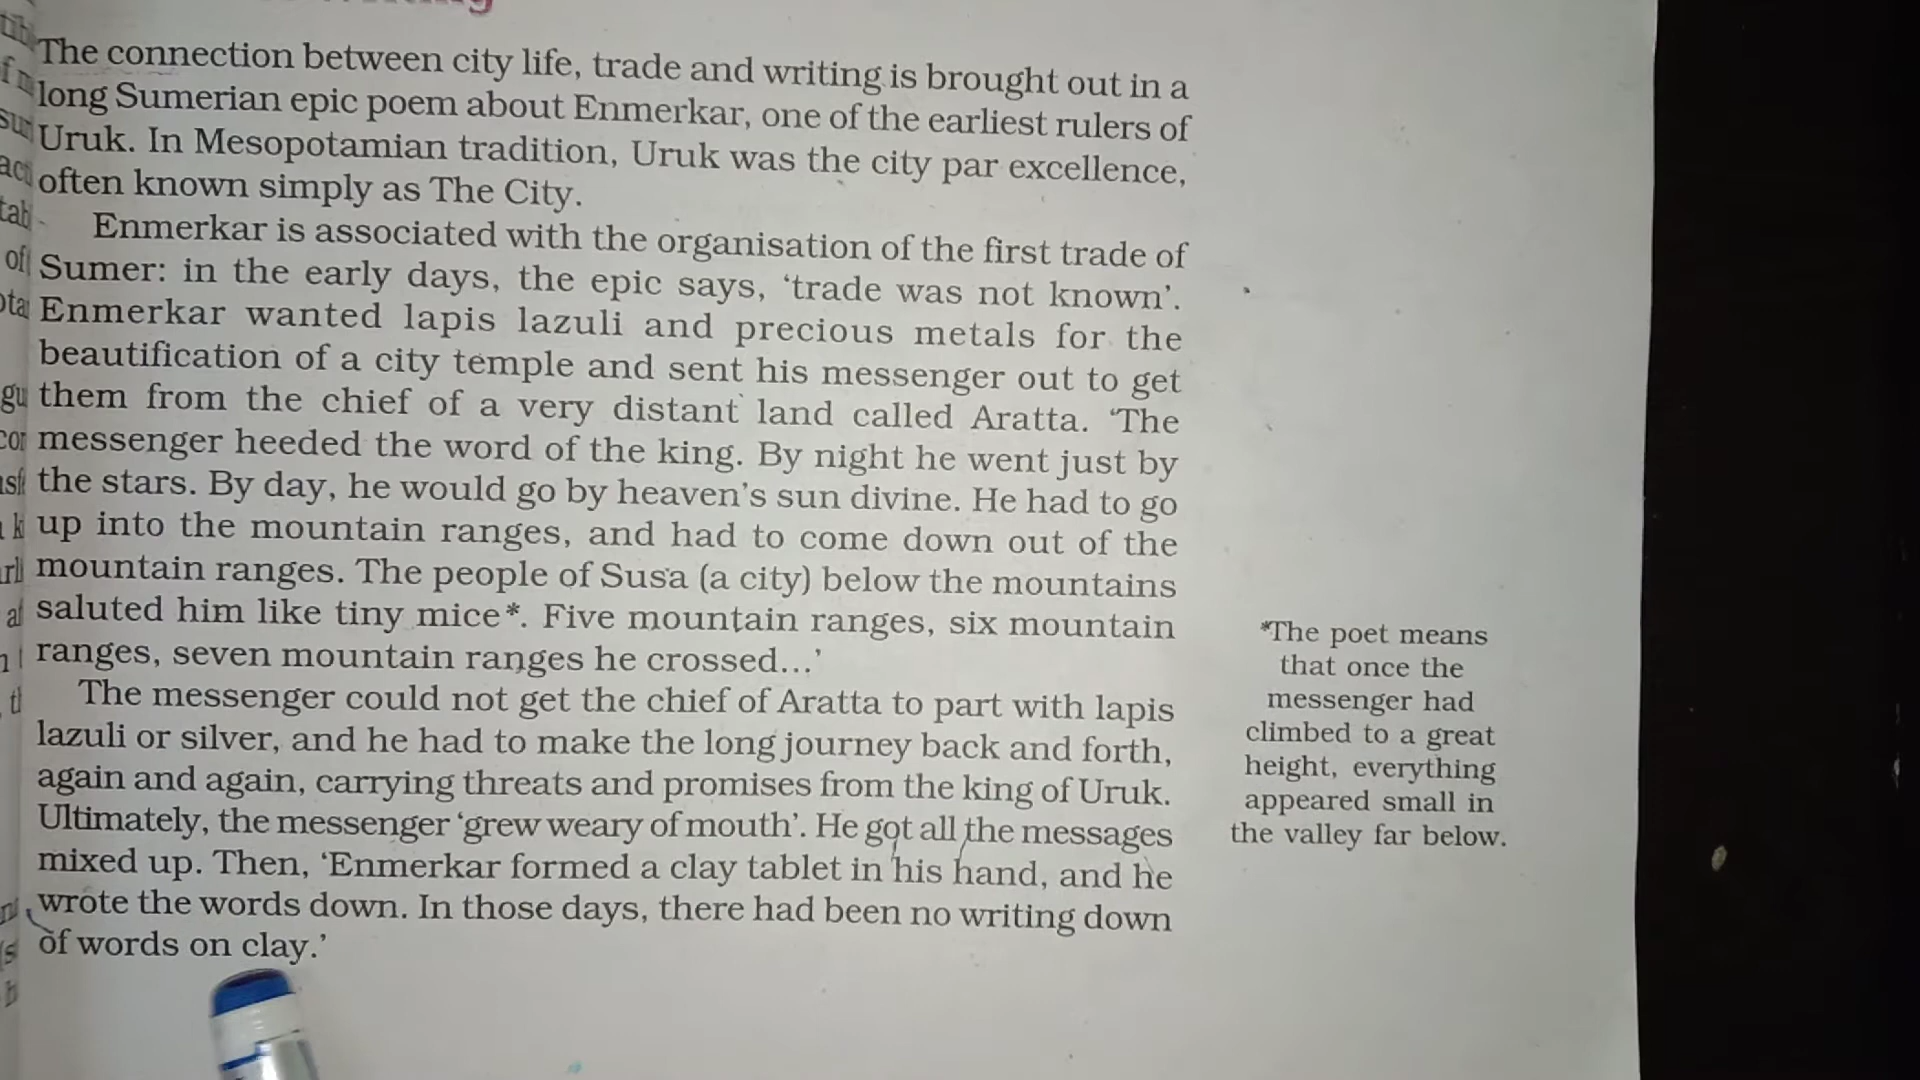 The connection between city life, trade and writing is brought out in a
long Sumerian epic poem about Enmerkar, one of the earliest rulers of
Uruk. In Mesopotamian tradition, Uruk was the city par excellence,
often known simply as The City.
Enmerkar is associated with the organisation of the first trade of
Sumer: in the early days, the epic says, ‘trade was not known’.
Enmerkar wanted lapis lazuli and precious metals for the
beautification of a city temple and sent his messenger out to get
them from the chief of a very distant land called Aratta. ‘The
messenger heeded the word of the king. By night he went just by
the stars. By day, he would go by heaven’s sun divine. He had to go
up into the mountain ranges, and had to come down out of the
mountain ranges. The people of Susa (a city) below the mountains
saluted him like tiny mice*. Five mountain ranges, six mountain
ranges, seven mountain ranges he crossed...’
The messenger could not get the chief of Aratta to part with lapis
lazuli or silver, and he had to make the long journey back and forth,
again and again, carrying threats and promises from the king of Uruk.
Ultimately, the messenger ‘grew weary of mouth’. He got all the messages
mixed up. Then, ‘Enmerkar formed a clay tablet in his hand, and he
wrote the words down. In those days, there had been no writing down
of words on clay.’
*The poet means
that once the
messenger had
climbed to a great
height, everything
appeared small in
the valley far below.